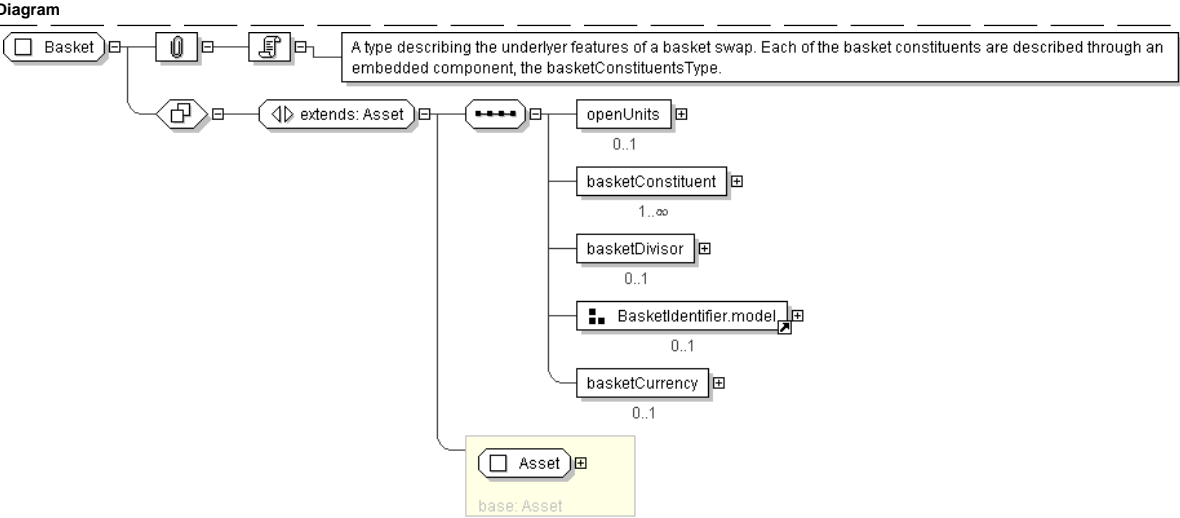 Diagram
Basket
A type describing the underlyer features of a basket swap. Each of the basket constituents are described through an
embedded component, the basketConstituentsType.
extends: Asset
openUnits
0..1
basketConstituent
1..∞
basketDivisor
0..1
BasketIdentifier.model
0..1
basketCurrency
0..1
Asset
base: Asset